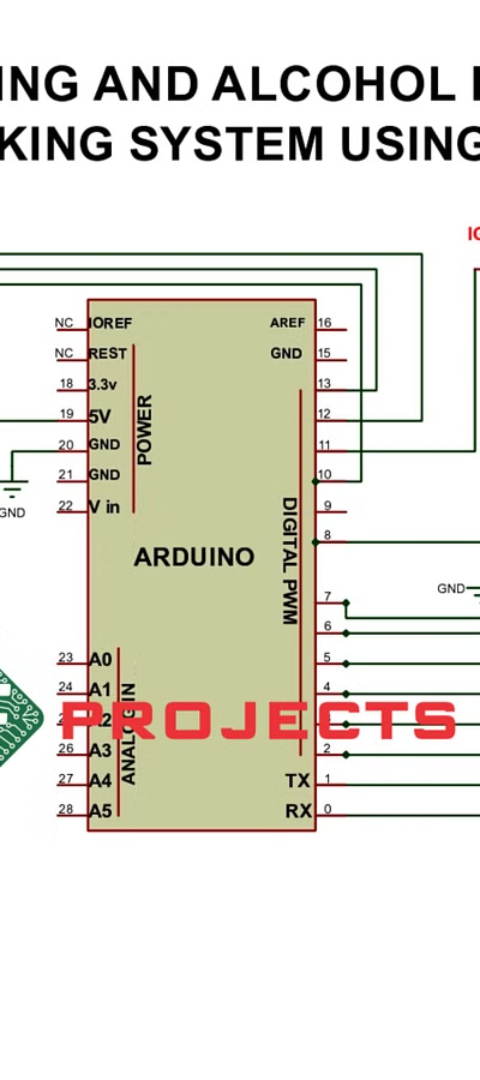 ING AND ALCOHOL
KING SYSTEM USING
NC IOREF
NC REST
18 3.3v
19 5V
20 GND
21 GND
22 V in
GND
POWER
ARDUINO
AREF 16
GND 15
13
12
11
10
9
8
DIGITAL PWM
GND
7
6
5
4
2
TX 1
RX 0
23 A0
24 A1
26 A3
27 A4
28 A5
ANALOG IN
PROJECTS